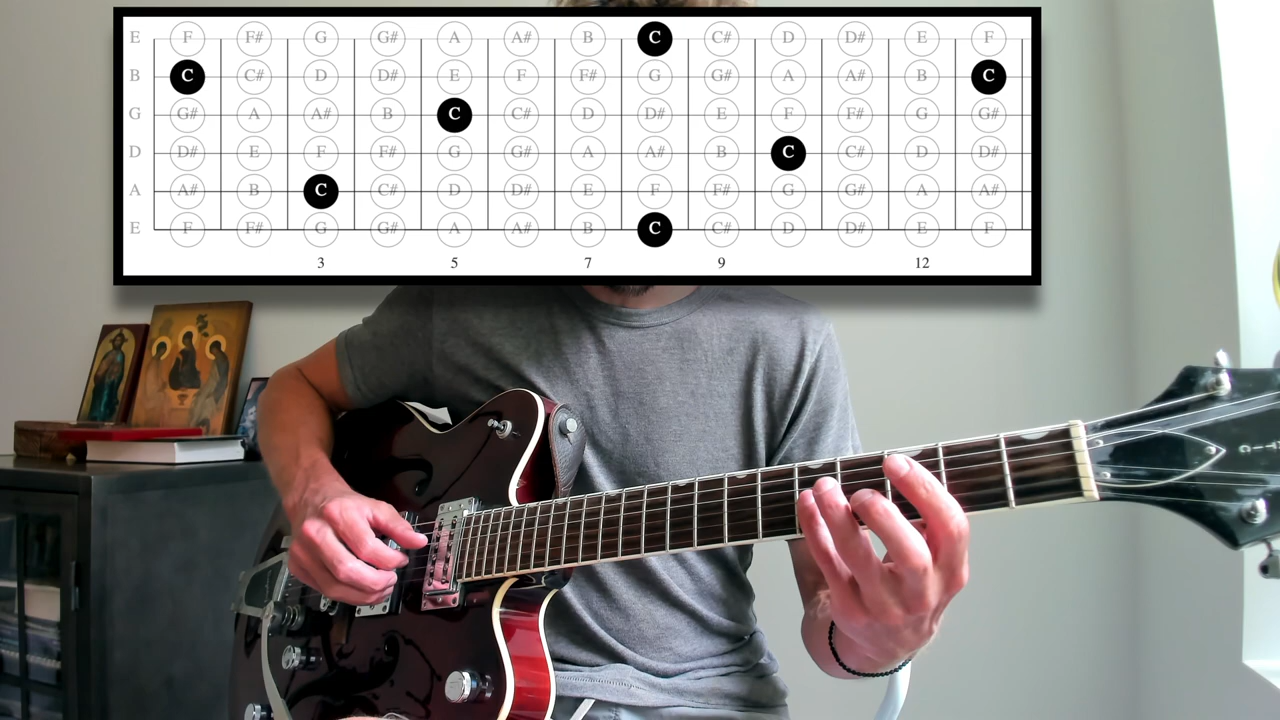 E F F# G G# A A# B C C# D D# E F
B C C# D D# E F F# G G# A A# B C
G G# A A# B C C# D D# E F F# G G#
D D# E F F# G G# A A# B C C# D D#
A A# B C C# D D# E F F# G G# A A#
E F F# G G# A A# B C C# D D# E F
3 5 7 9 12